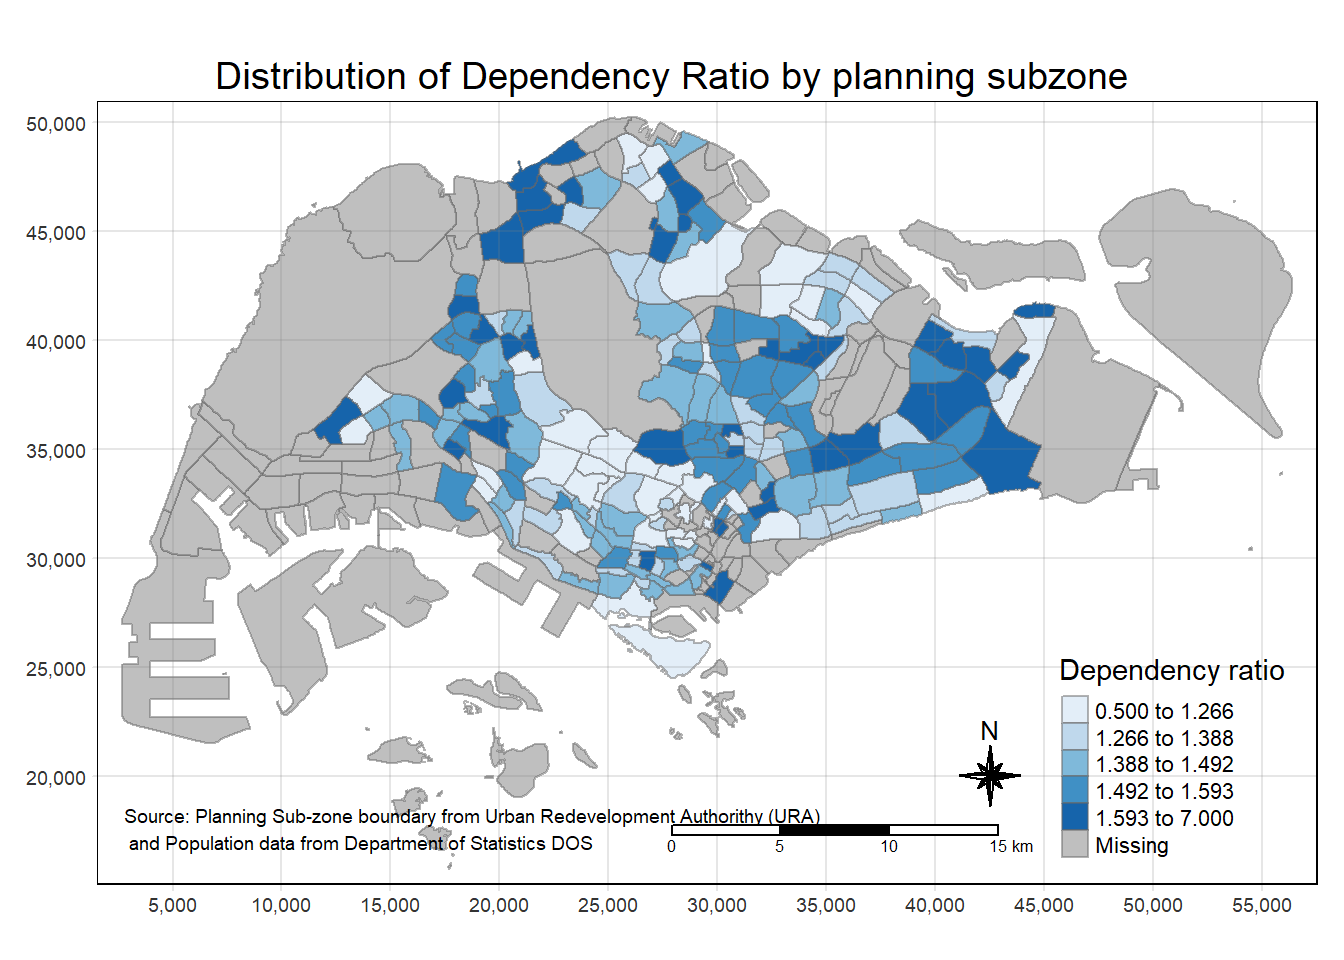 Distribution of Dependency Ratio by planning subzone
50,000
45,000
40,000
35,000
30,000
25,000
20,000
Dependency ratio
0.500 to 1.266
1.266 to 1.388
1.388 to 1.492
1.492 to 1.593
1.593 to 7.000
Missing
N
Source: Planning Sub-zone boundary from Urban Redevelopment Authorithy (URA)
and Population data from Department of Statistics DOS
0 5 10 15 km
5,000 10,000 15,000 20,000 25,000 30,000 35,000 40,000 45,000 50,000 55,000